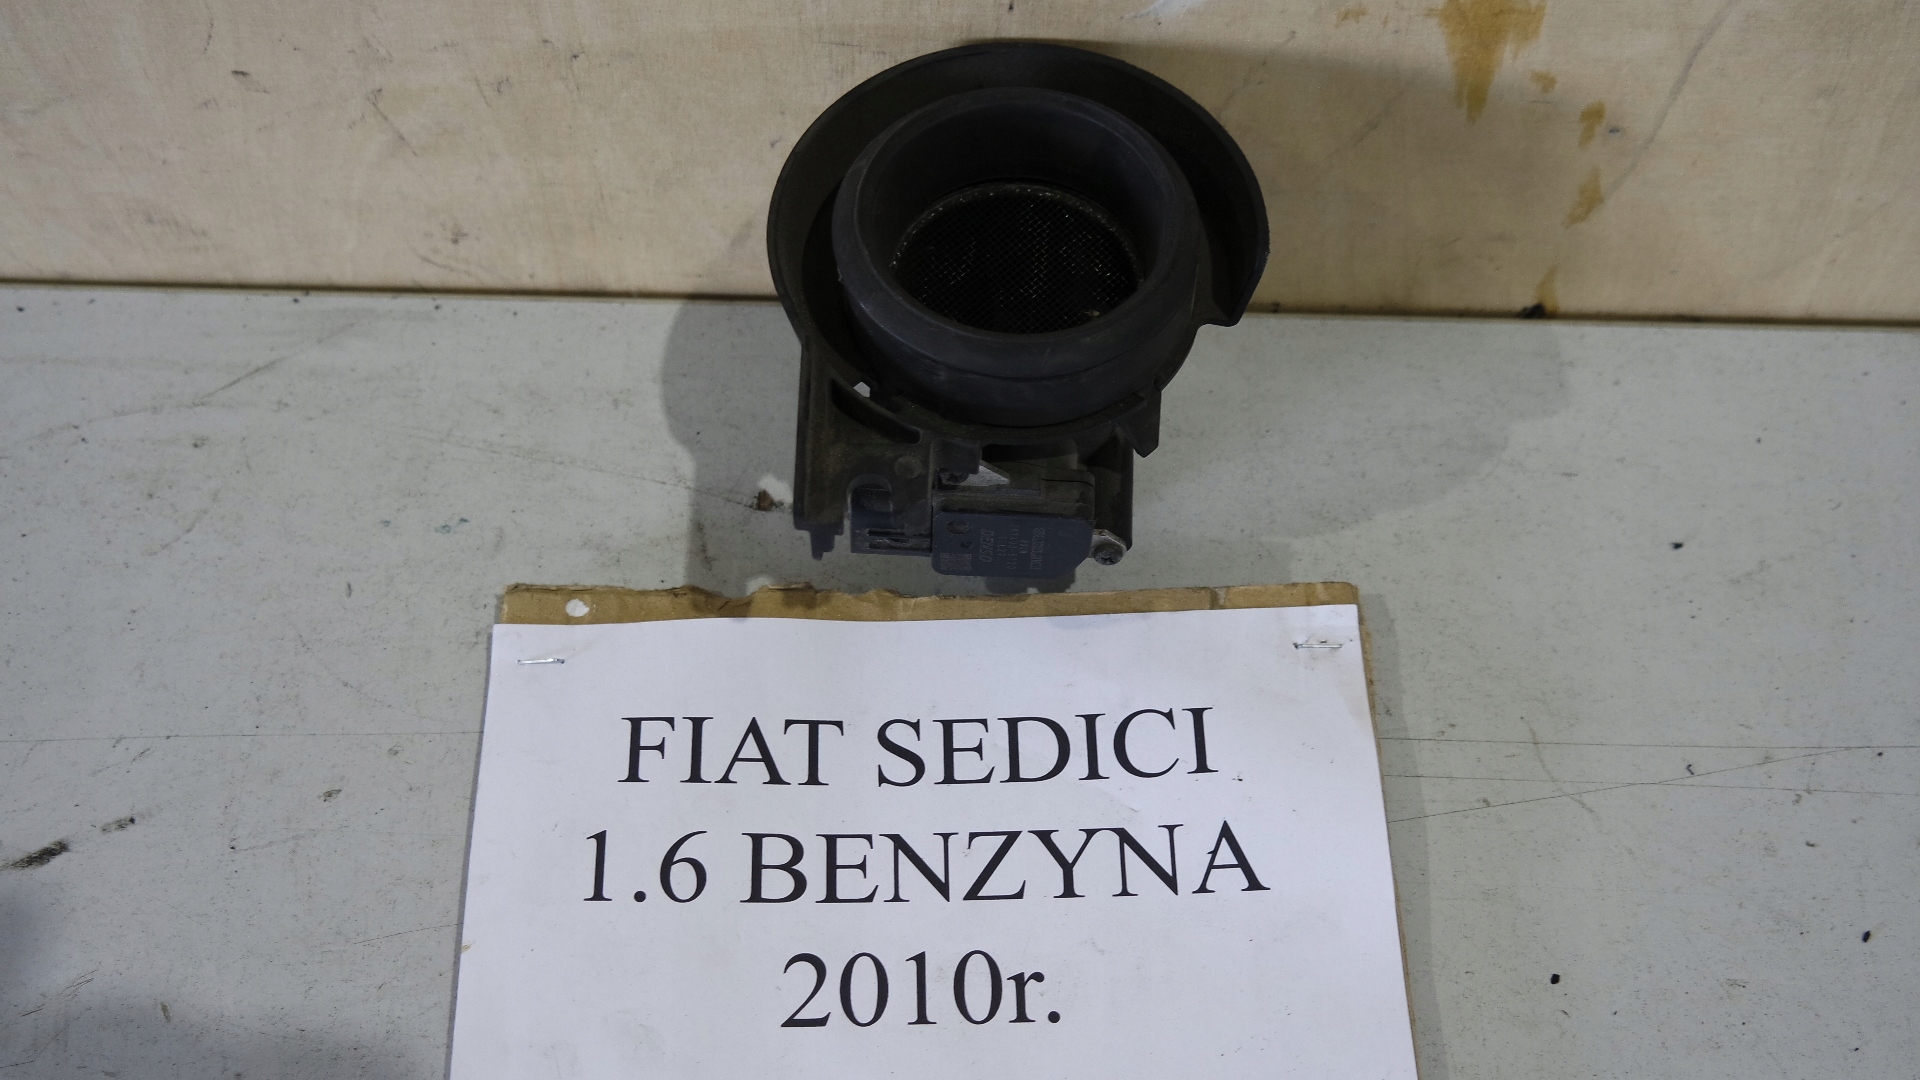 FIAT SEDICI
1.6 BENZYNA
2010r.